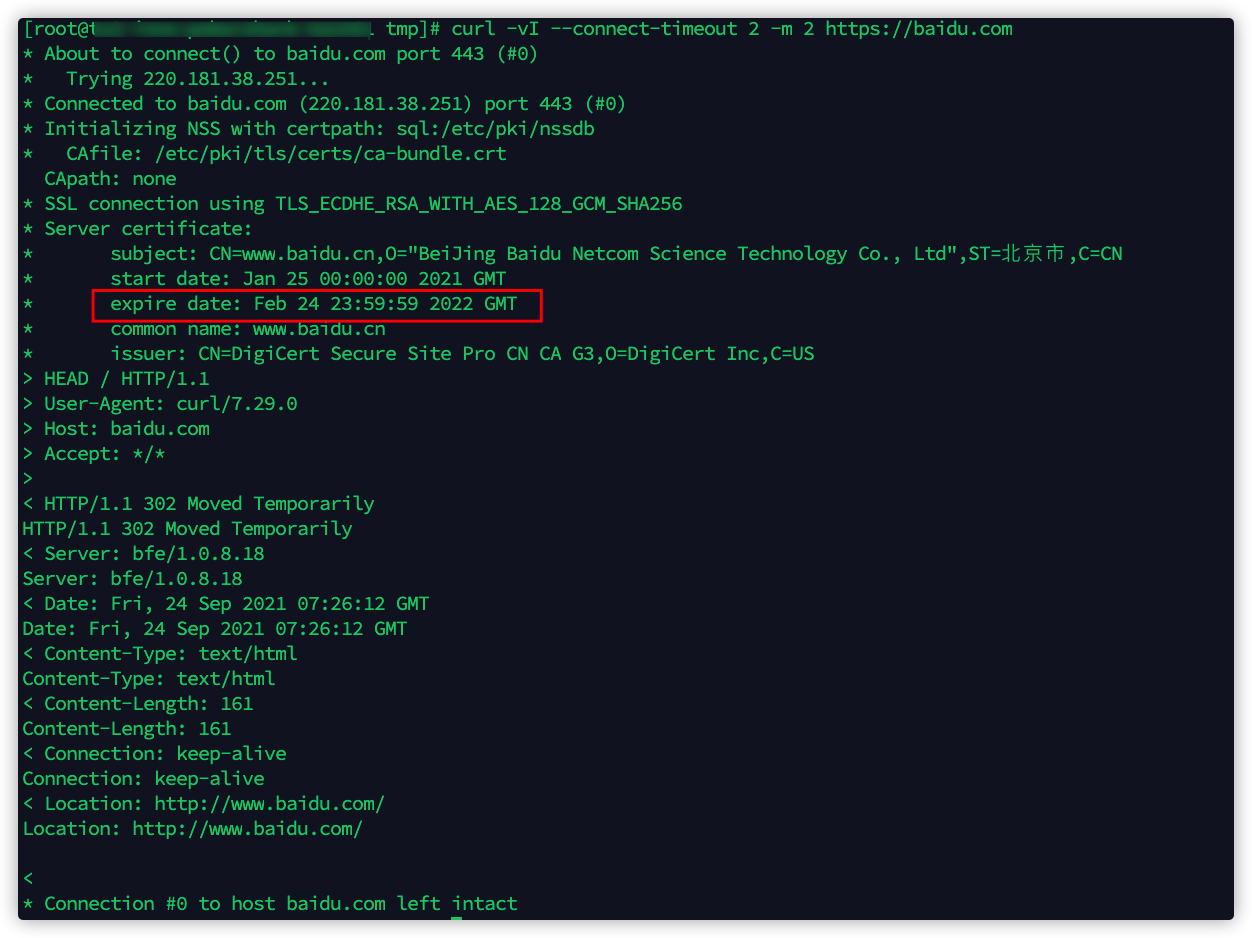 [root@t tmp]# curl -vI --connect-timeout 2 -m 2 https://baidu.com
* About to connect() to baidu.com port 443 (#0)
*   Trying 220.181.38.251...
* Connected to baidu.com (220.181.38.251) port 443 (#0)
* Initializing NSS with certpath: sql:/etc/pki/nssdb
*   CAfile: /etc/pki/tls/certs/ca-bundle.crt
  CApath: none
* SSL connection using TLS_ECDHE_RSA_WITH_AES_128_GCM_SHA256
* Server certificate:
*       subject: CN=www.baidu.cn,O="BeiJing Baidu Netcom Science Technology Co., Ltd",ST=北京市,C=CN
*       start date: Jan 25 00:00:00 2021 GMT
*       expire date: Feb 24 23:59:59 2022 GMT
*       common name: www.baidu.cn
*       issuer: CN=DigiCert Secure Site Pro CN CA G3,O=DigiCert Inc,C=US
> HEAD / HTTP/1.1
> User-Agent: curl/7.29.0
> Host: baidu.com
> Accept: */*
>
< HTTP/1.1 302 Moved Temporarily
HTTP/1.1 302 Moved Temporarily
< Server: bfe/1.0.8.18
Server: bfe/1.0.8.18
< Date: Fri, 24 Sep 2021 07:26:12 GMT
Date: Fri, 24 Sep 2021 07:26:12 GMT
< Content-Type: text/html
Content-Type: text/html
< Content-Length: 161
Content-Length: 161
< Connection: keep-alive
Connection: keep-alive
< Location: http://www.baidu.com/
Location: http://www.baidu.com/

<
* Connection #0 to host baidu.com left intact